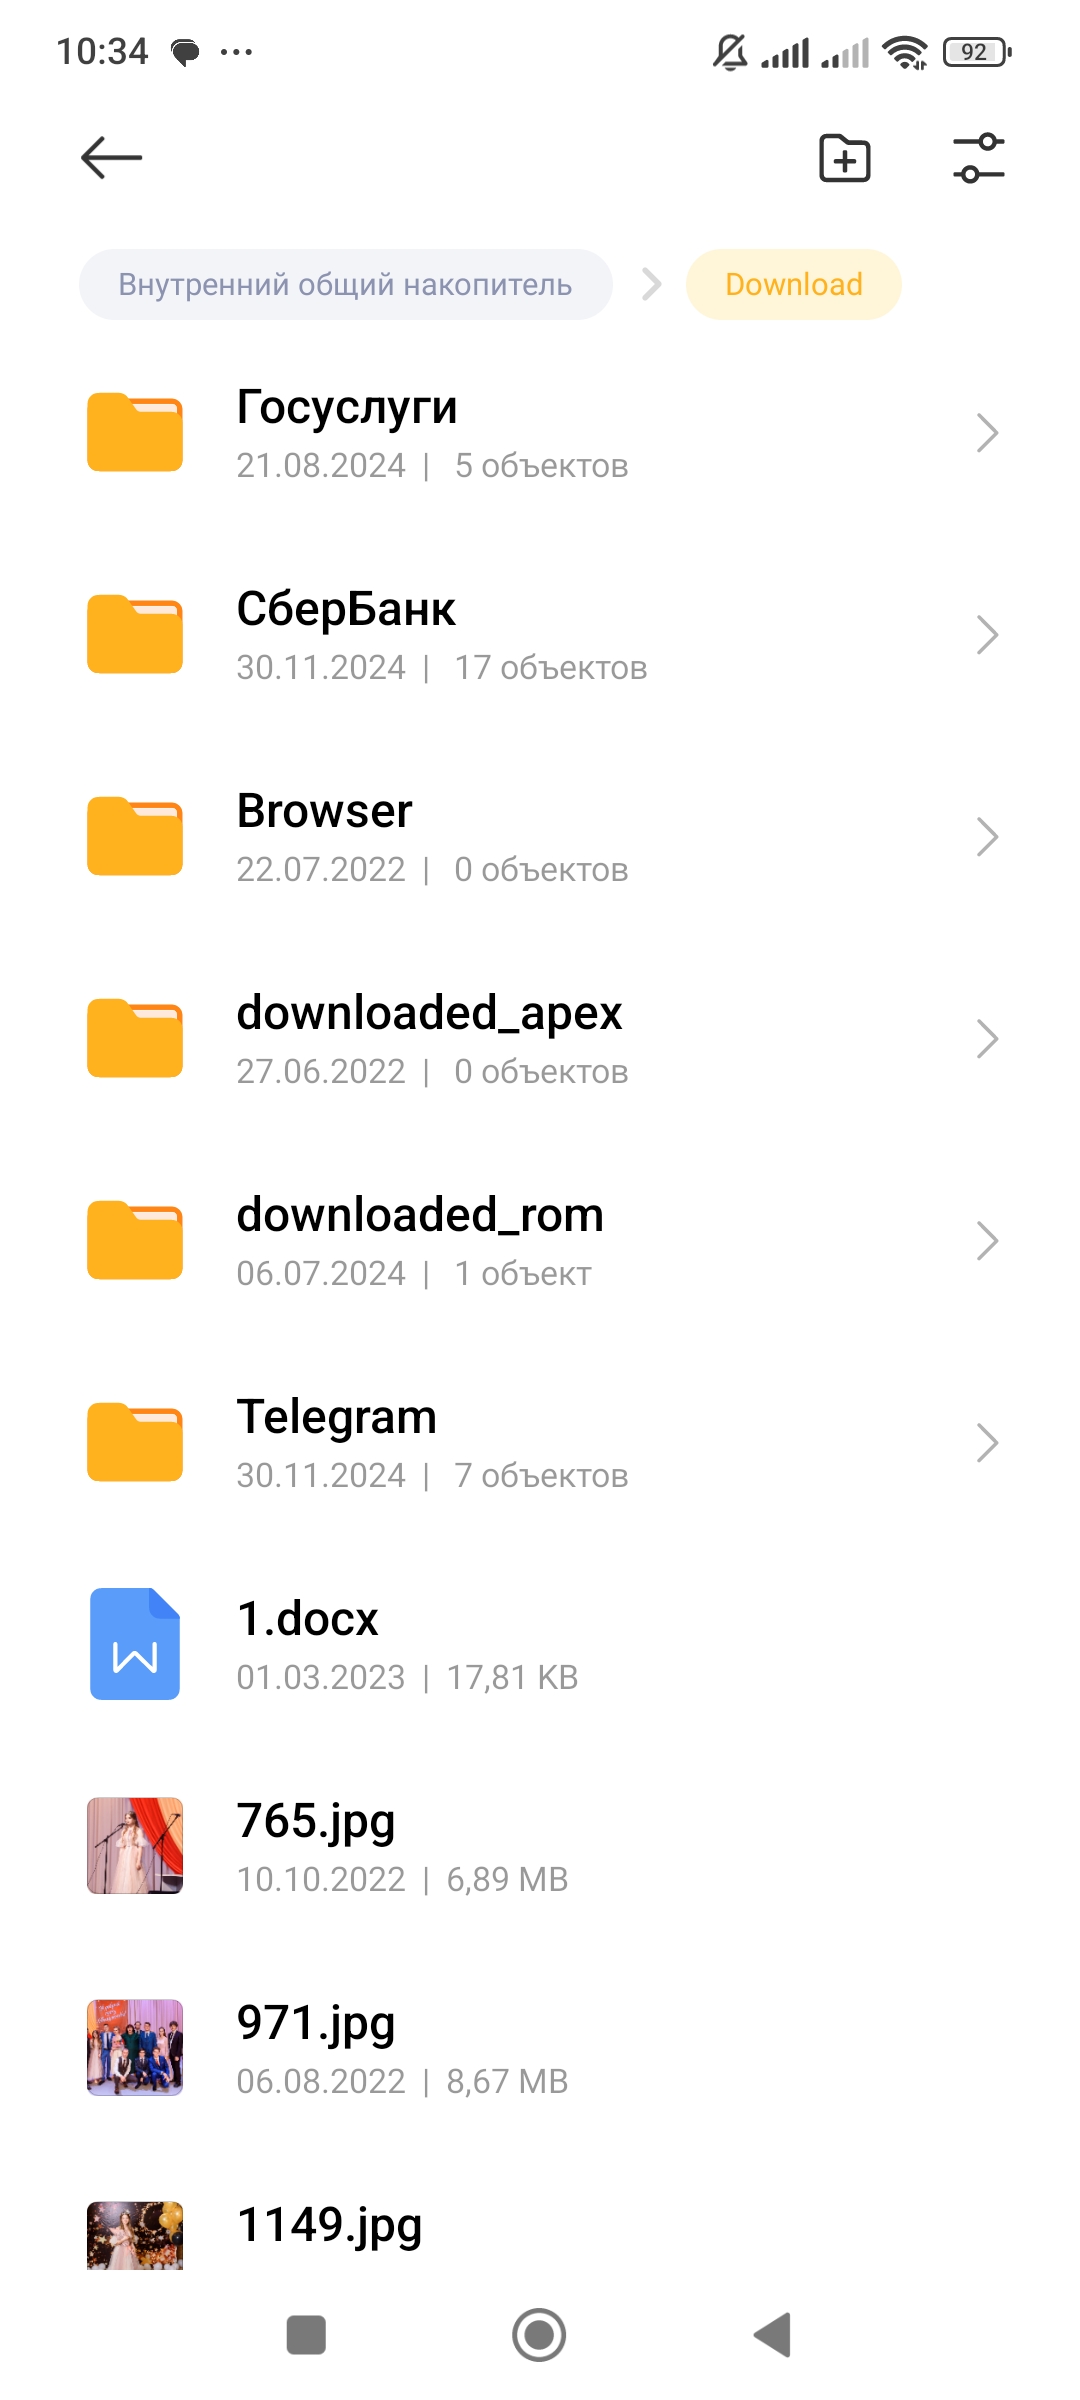 10:34
92
Внутренний общий накопитель
Download
Госуслуги
21.08.2024 | 5 объектов
СберБанк
30.11.2024 | 17 объектов
Browser
22.07.2022 | 0 объектов
downloaded_apex
27.06.2022 | 0 объектов
downloaded_rom
06.07.2024 | 1 объект
Telegram
30.11.2024 | 7 объектов
1.docx
01.03.2023 | 17,81 KB
765.jpg
10.10.2022 | 6,89 MB
971.jpg
06.08.2022 | 8,67 MB
1149.jpg